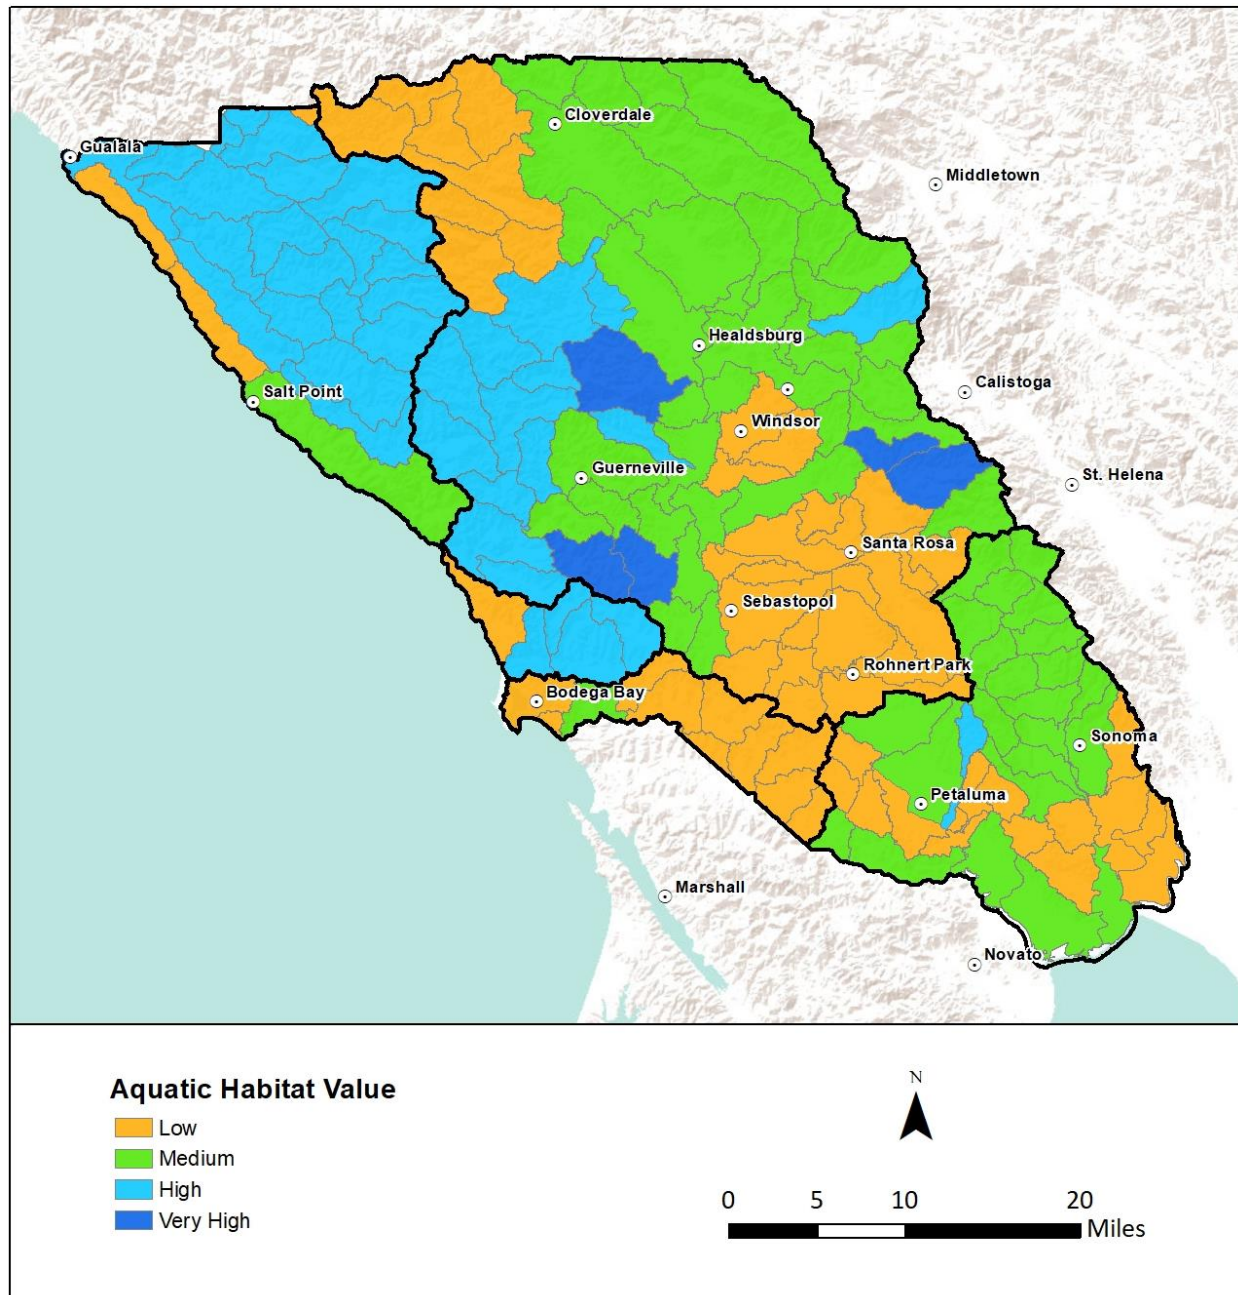 Cloverdale
Gualala
Middletown
Healdsburg
Salt Point
Calistoga
Windsor
Guerneville
St. Helena
Santa Rosa
Sebastopol
Rohnert Park
Bodega Bay
Sonoma
Petaluma
Marshall
Novato
Aquatic Habitat Value
Low
Medium
High
Very High
N
0 5 10 20
Miles